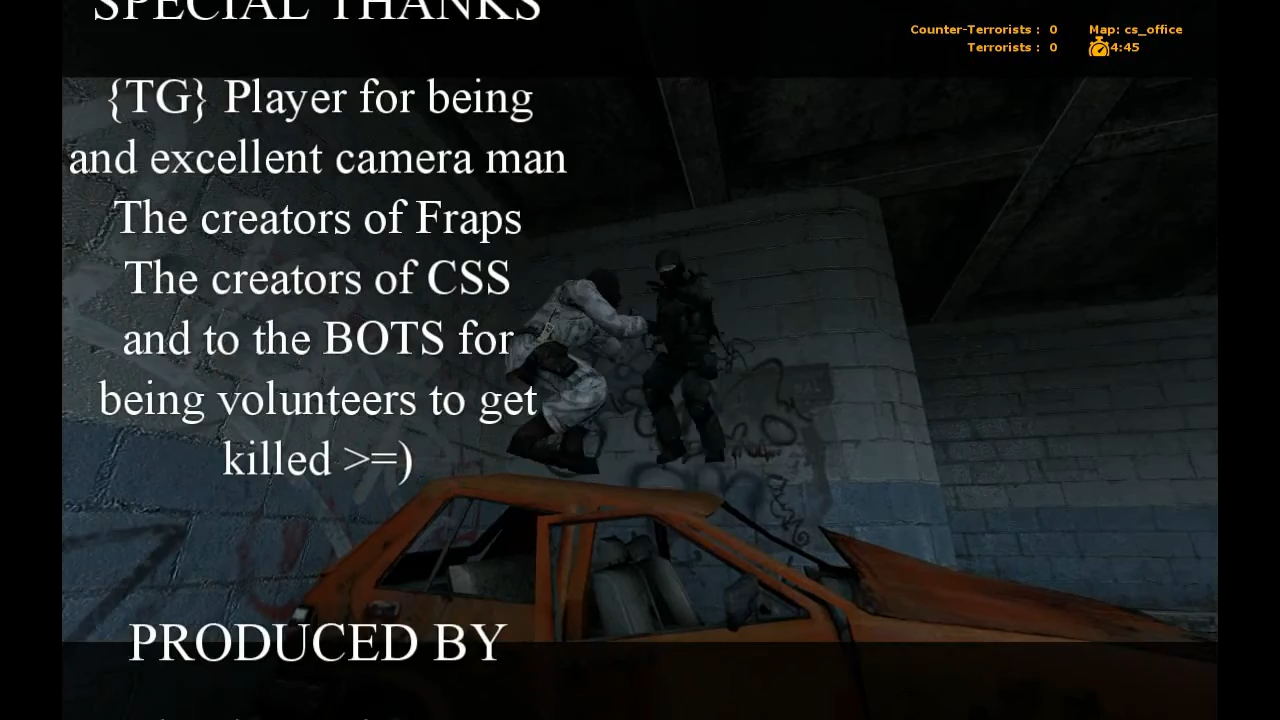 SPECIAL THANKS
Counter-Terrorists : 0 Map: cs_office
Terrorists : 0 4:45
{TG} Player for being
and excellent camera man
The creators of Fraps
The creators of CSS
and to the BOTS for
being volunteers to get
killed >=)
PRODUCED BY